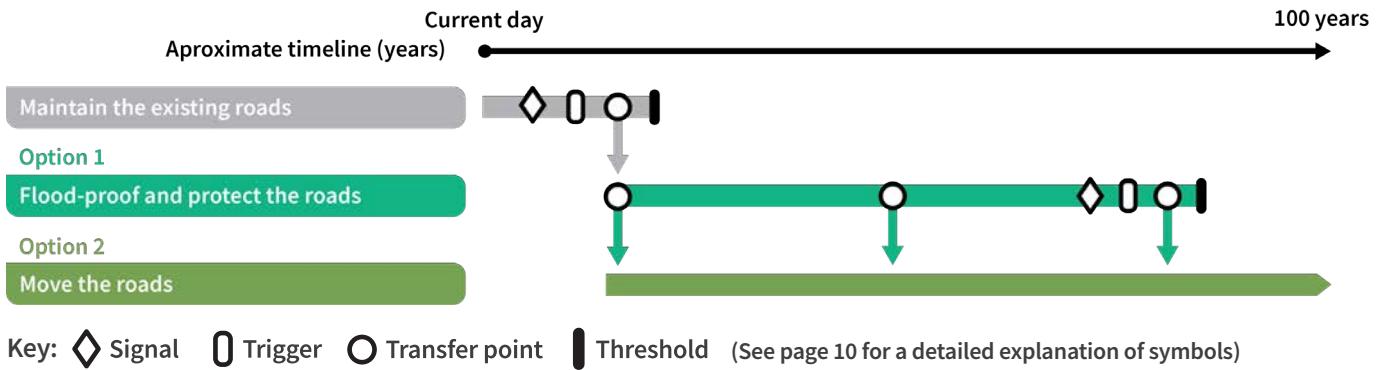 Current day
100 years
Aproximate timeline (years)
Maintain the existing roads
Option 1
Flood-proof and protect the roads
Option 2
Move the roads
Key: Signal Trigger Transfer point Threshold (See page 10 for a detailed explanation of symbols)